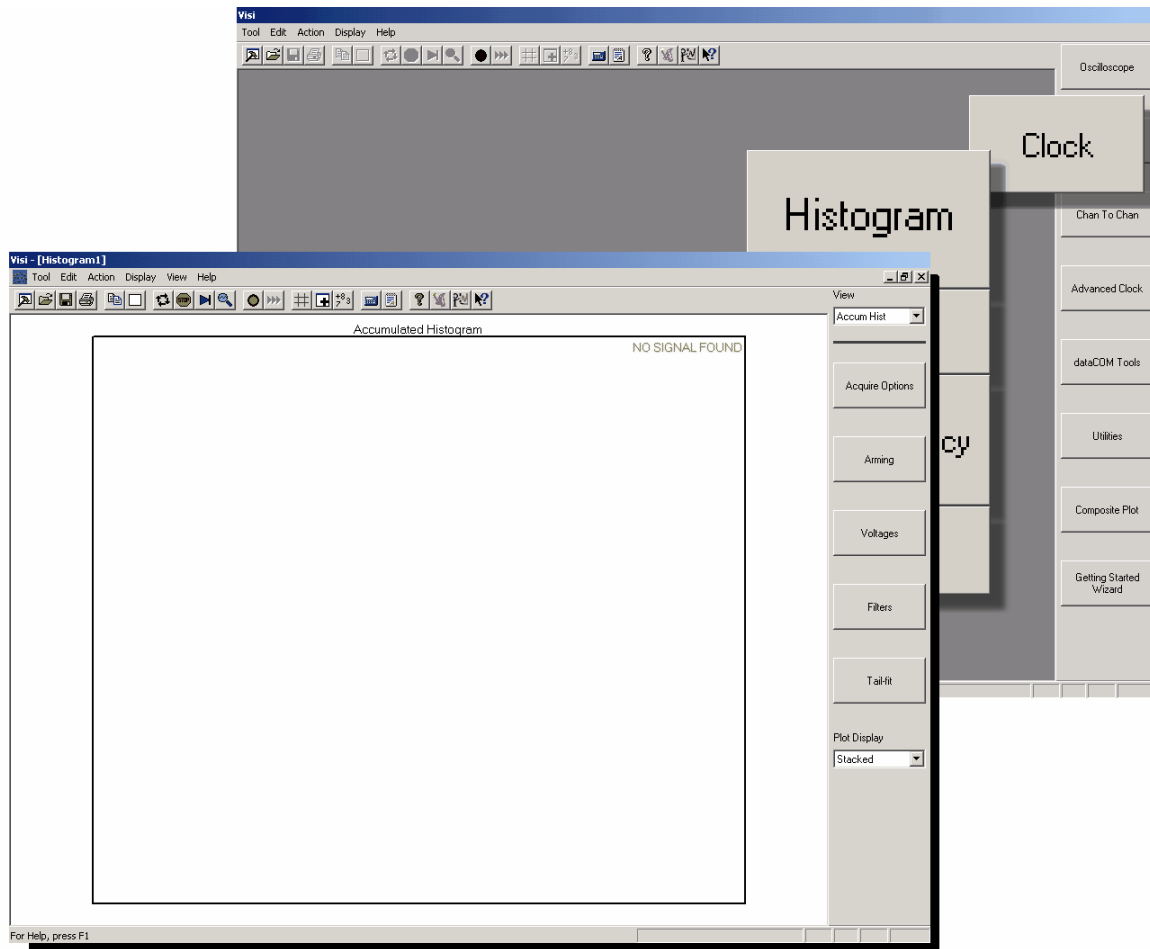 Visi
Tool Edit Action Display Help
Oscilloscope
Clock
Histogram
Chan To Chan
Advanced Clock
dataCOM Tools
cy
Utilities
Composite Plot
Getting Started
Wizard
Visi - [Histogram1]
Tool Edit Action Display View Help
View
Accum Hist
Accumulated Histogram
NO SIGNAL FOUND
Acquire Options
Arming
Voltages
Filters
Tail-fit
Plot Display
Stacked
For Help, press F1